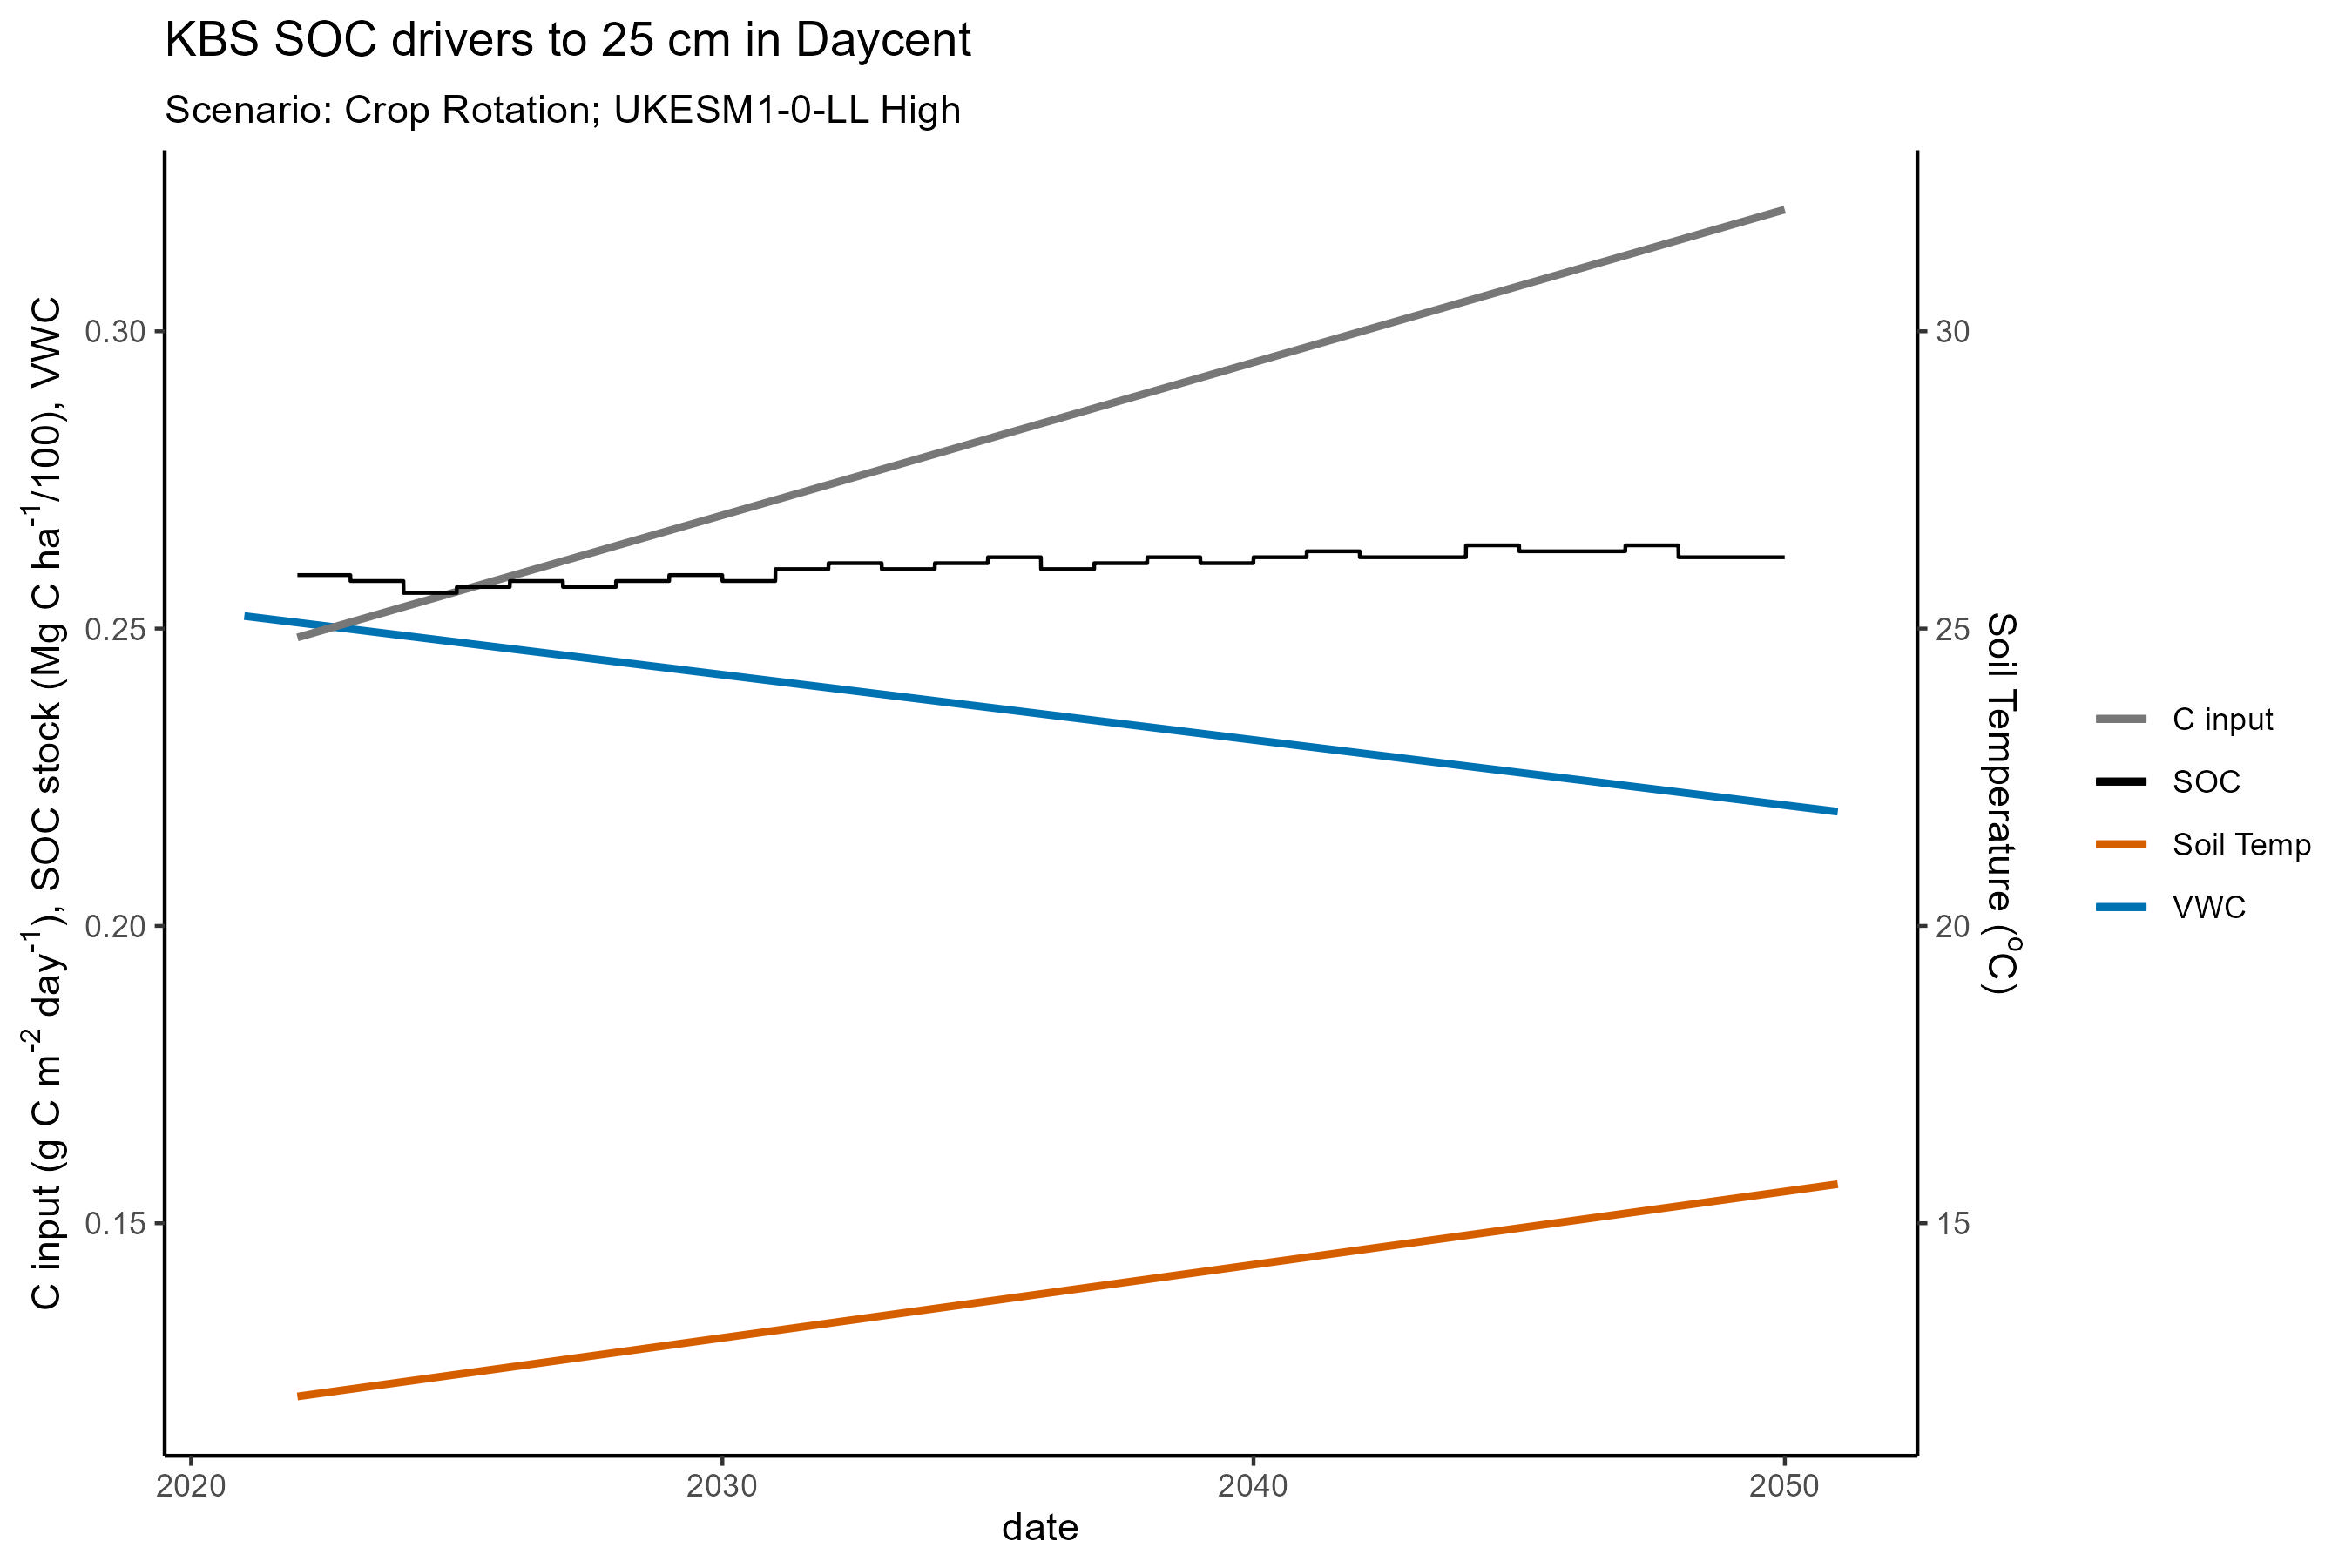 KBS SOC drivers to 25 cm in Daycent
Scenario: Crop Rotation; UKESM1-0-LL High
C input (g C m-2 day-1), SOC stock (Mg C ha-1/100), VWC
0.30
0.25
0.20
0.15
30
25
20
15
Soil Temperature (oC)
2020
2030
2040
2050
date
C input
SOC
Soil Temp
VWC